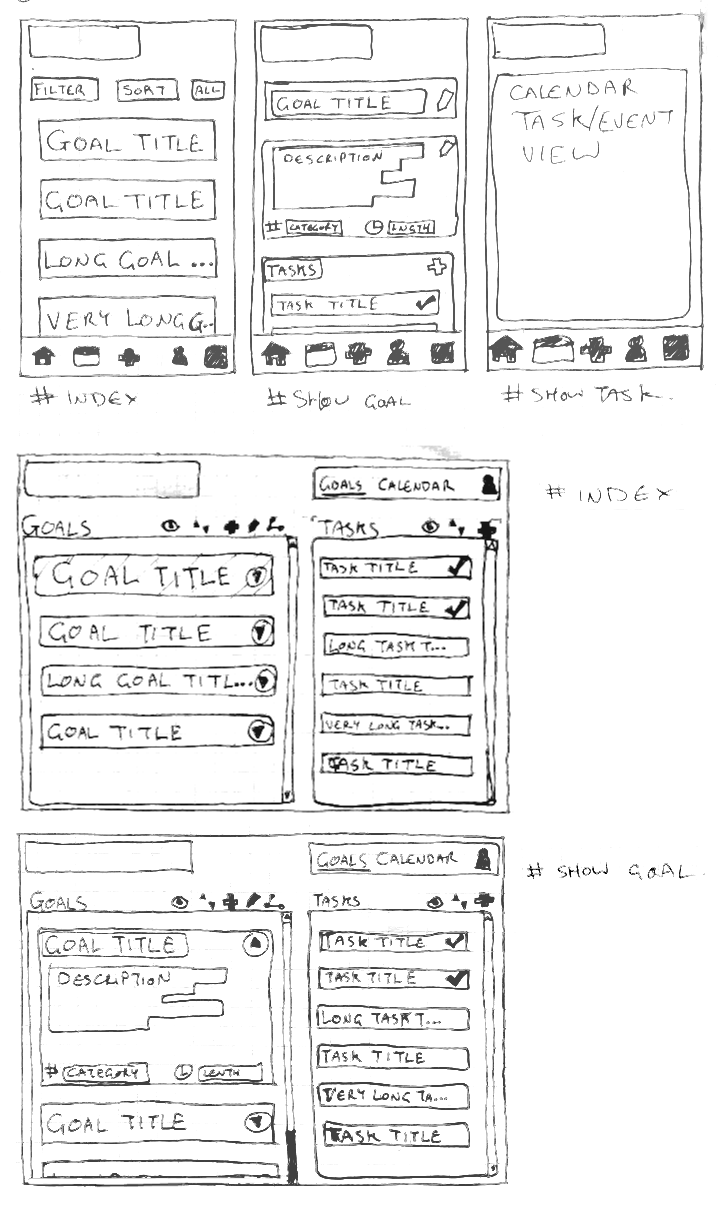 FILTER SORT ALL
GOAL TITLE
GOAL TITLE
LONG GOAL ...
VERY LONG G..
# INDEX
GOAL TITLE
DESCRIPTION
# CATEGORY LNGTH
TASKS
TASK TITLE
# SHOW GOAL
CALENDAR
TASK/EVENT
VIEW
# SHOW TASK.
GOALS CALENDAR
# INDEX
GOALS
GOAL TITLE
GOAL TITLE
LONG GOAL TITL...
GOAL TITLE
TASKS
TASK TITLE
TASK TITLE
LONG TASK T...
TASK TITLE
VERY LONG TASK..
TASK TITLE
GOALS CALENDAR
# SHOW GOAL
GOALS
GOAL TITLE
DESCRIPTION
# CATEGORY LENTH
GOAL TITLE
TASKS
TASK TITLE
TASK TITLE
LONG TASK T...
TASK TITLE
VERY LONG TA...
TASK TITLE